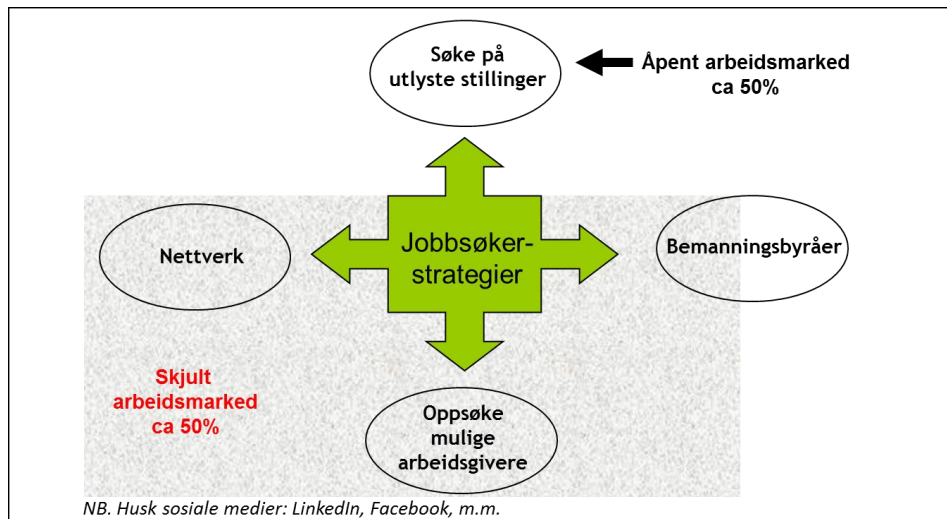 Søke på
utlyste stillinger
Åpent arbeidsmarked
ca 50%
Nettverk
Jobbsøker-
strategier
Bemanningsbyråer
Skjult
arbeidsmarked
ca 50%
Oppsøke
mulige
arbeidsgivere
NB. Husk sosiale medier: LinkedIn, Facebook, m.m.